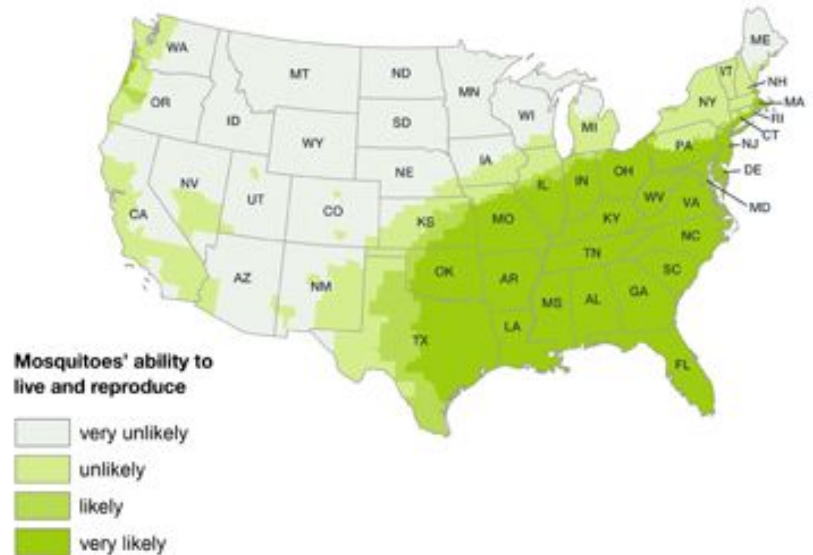 ME
WA
MT
ND
VT
NH
MN
OR
NY
MA
ID
SD
WI
MI
RI
WY
CT
IA
PA
NJ
NE
OH
NV
IL
IN
DE
UT
WV
CO
VA
CA
KS
MO
KY
MD
NC
TN
AZ
OK
AR
SC
NM
MS
AL
GA
LA
TX
FL
Mosquitoes' ability to
live and reproduce
very unlikely
unlikely
likely
very likely